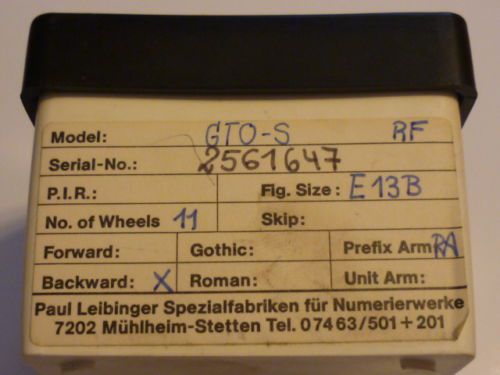 Model: GTO-S RF
Serial-No.: 2561647
P.I.R.: Fig. Size: E13B
No. of Wheels 11 Skip:
Forward: Gothic: Prefix Arm: RA
Backward: X Roman: Unit Arm:
Paul Leibinger Spezialfabriken für Numerierwerke
7202 Mühlheim-Stetten Tel. 07463/501+201